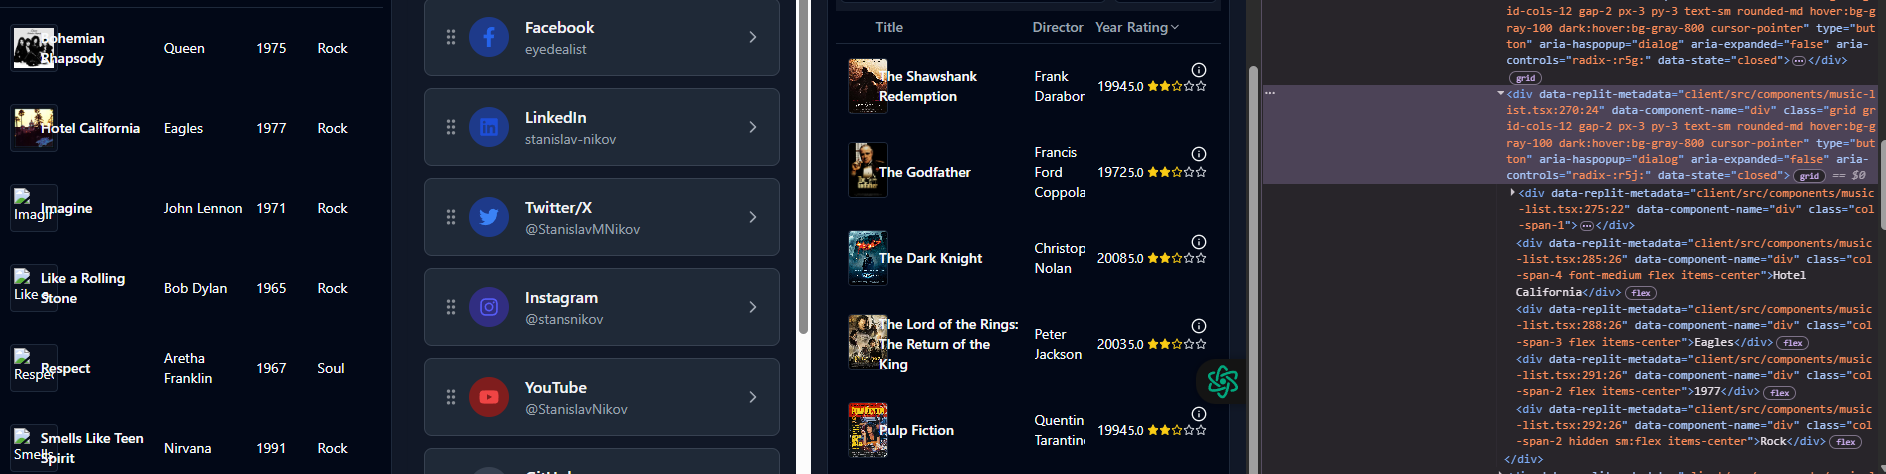 Bohemian
Rhapsody
Queen
1975
Rock
Hotel California
Eagles
1977
Rock
Imagir
Imagine
John Lennon
1971
Rock
Like a
Like a Rolling
Stone
Bob Dylan
1965
Rock
Respec
Respect
Aretha
Franklin
1967
Soul
Smells
Smells Like Teen
Spirit
Nirvana
1991
Rock
Facebook
eyedealist
LinkedIn
stanislav-nikov
Twitter/X
@StanislavMNikov
Instagram
@stansnikov
YouTube
@StanislavNikov
GitHub
Title
Director
Year
Rating
The Shawshank
Redemption
Frank
Darabor
1994
5.0
The Godfather
Francis
Ford
Coppola
1972
5.0
The Dark Knight
Christop
Nolan
2008
5.0
The Lord of the Rings:
The Return of the
King
Peter
Jackson
2003
5.0
Pulp Fiction
Quentin
Tarantino
1994
5.0
id-cols-12 gap-2 px-3 py-3 text-sm rounded-md hover:bg-g
ray-100 dark:hover:bg-gray-800 cursor-pointer" type="but
ton" aria-haspopup="dialog" aria-expanded="false" aria-
controls="radix-:r5g:" data-state="closed">…</div>
grid
<div data-replit-metadata="client/src/components/music-l
ist.tsx:270:24" data-component-name="div" class="grid gr
id-cols-12 gap-2 px-3 py-3 text-sm rounded-md hover:bg-g
ray-100 dark:hover:bg-gray-800 cursor-pointer" type="but
ton" aria-haspopup="dialog" aria-expanded="false" aria-
controls="radix-:r5j:" data-state="closed"> grid == $0
<div data-replit-metadata="client/src/components/music
-list.tsx:275:22" data-component-name="div" class="col
-span-1">…</div>
<div data-replit-metadata="client/src/components/music
-list.tsx:285:26" data-component-name="div" class="col
-span-4 font-medium flex items-center">Hotel
California</div> flex
<div data-replit-metadata="client/src/components/music
-list.tsx:288:26" data-component-name="div" class="col
-span-3 flex items-center">Eagles</div> flex
<div data-replit-metadata="client/src/components/music
-list.tsx:291:26" data-component-name="div" class="col
-span-2 flex items-center">1977</div> flex
<div data-replit-metadata="client/src/components/music
-list.tsx:292:26" data-component-name="div" class="col
-span-2 hidden sm:flex items-center">Rock</div> flex
</div>